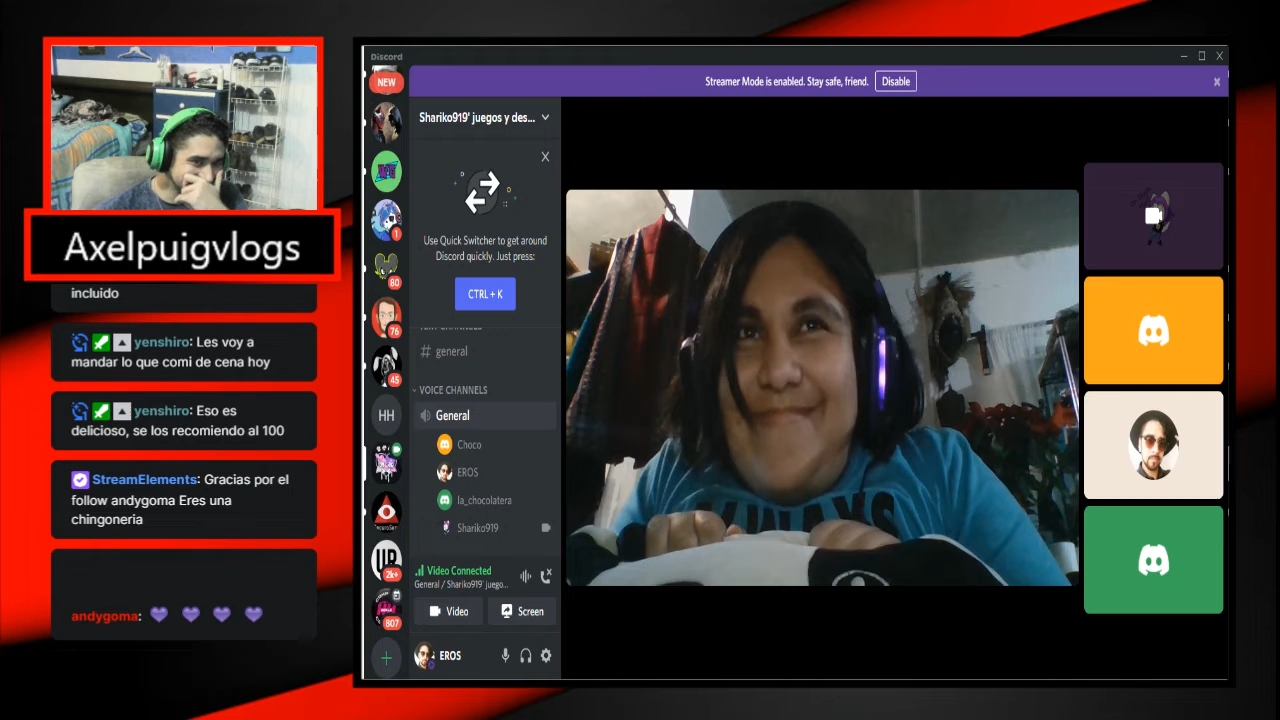 Axelpuigvlogs
incluido
yenshiro: Les voy a
mandar lo que comi de cena hoy
yenshiro: Eso es
delicioso, se los recomiendo al 100
StreamElements: Gracias por el
follow andygoma Eres una
chingoneria
andygoma:
Discord
NEW
1
80
76
45
HH
2k+
807
Streamer Mode is enabled. Stay safe, friend.
Disable
Shariko919' juegos y des...
Use Quick Switcher to get around
Discord quickly. Just press:
CTRL + K
TEXT CHANNELS
# general
VOICE CHANNELS
General
Choco
EROS
la_chocolatera
Shariko919
Video Connected
General / Shariko919' juego...
Video
Screen
EROS